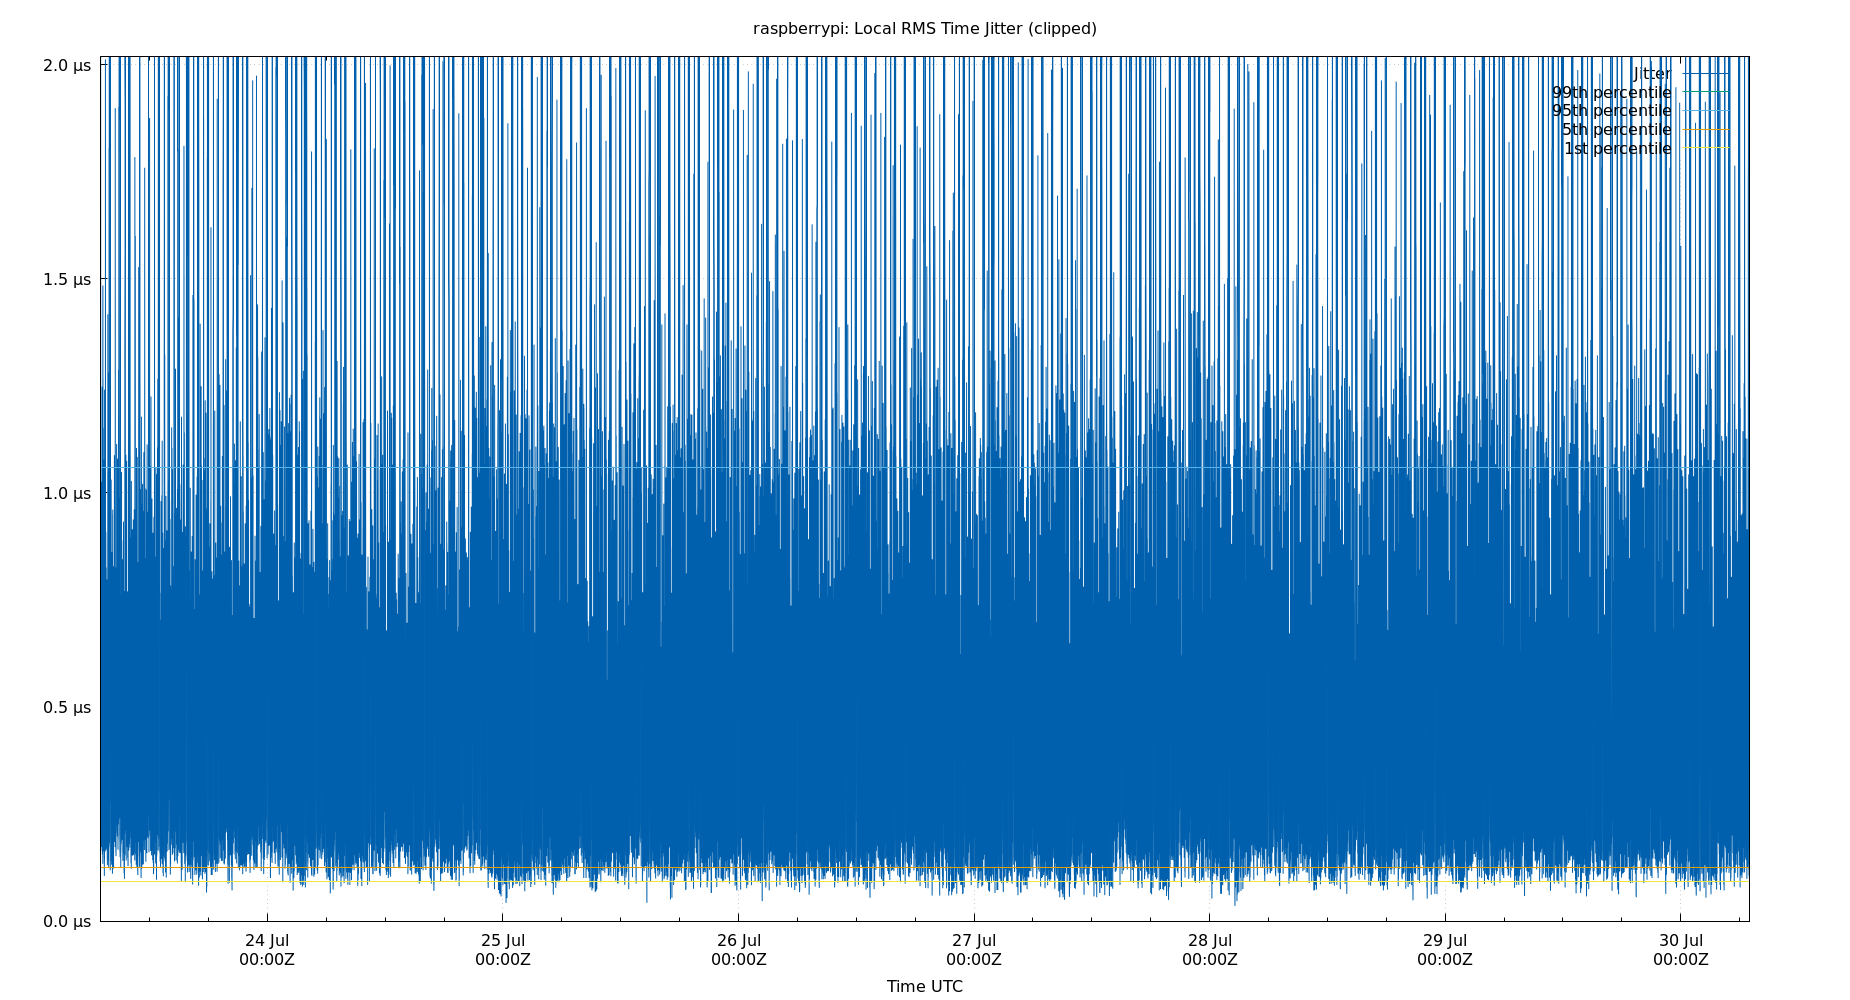 raspberrypi: Local RMS Time Jitter (clipped)
2.0 µs
1.5 µs
1.0 µs
0.5 µs
0.0 µs
Jitter
99th percentile
95th percentile
5th percentile
1st percentile
24 Jul
00:00Z
25 Jul
00:00Z
26 Jul
00:00Z
27 Jul
00:00Z
28 Jul
00:00Z
29 Jul
00:00Z
30 Jul
00:00Z
Time UTC